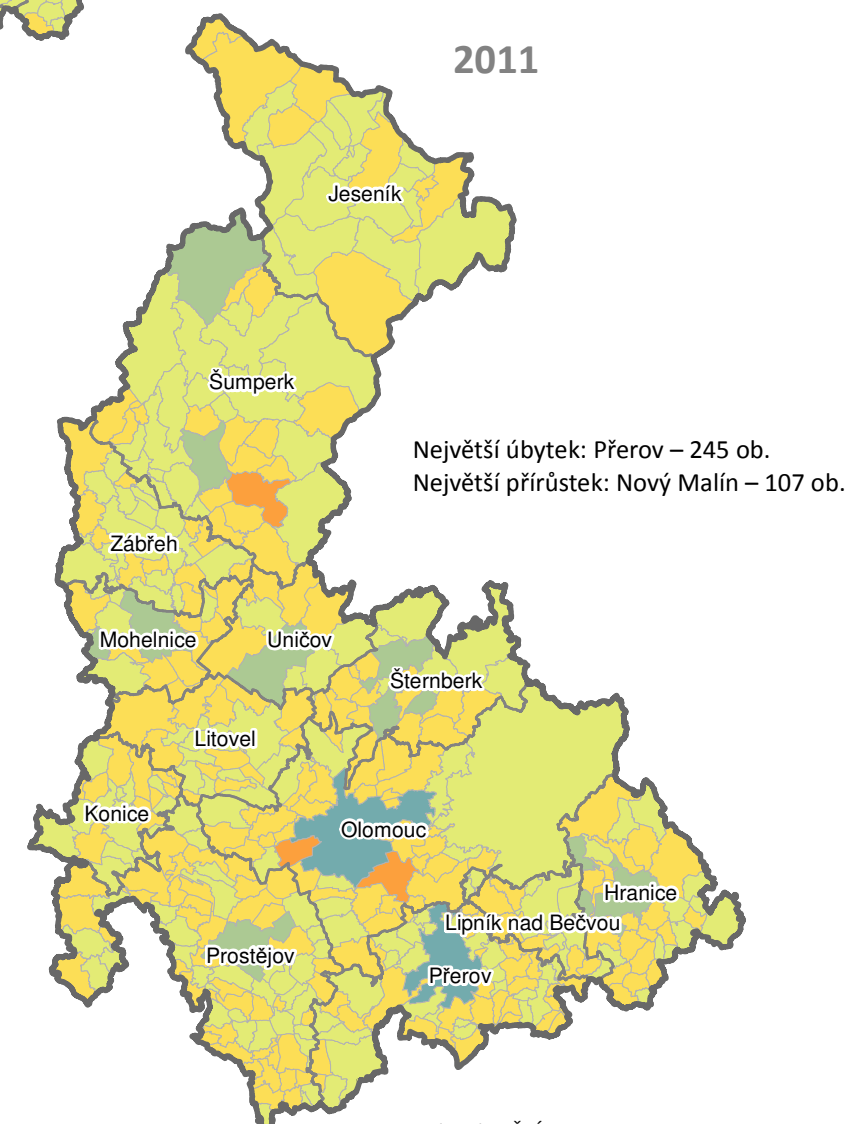 2011
Jeseník
Šumperk
Největší úbytek: Přerov – 245 ob.
Největší přírůstek: Nový Malín – 107 ob.
Zábřeh
Mohelnice
Uničov
Šternberk
Litovel
Konice
Olomouc
Hranice
Lipník nad Bečvou
Prostějov
Přerov